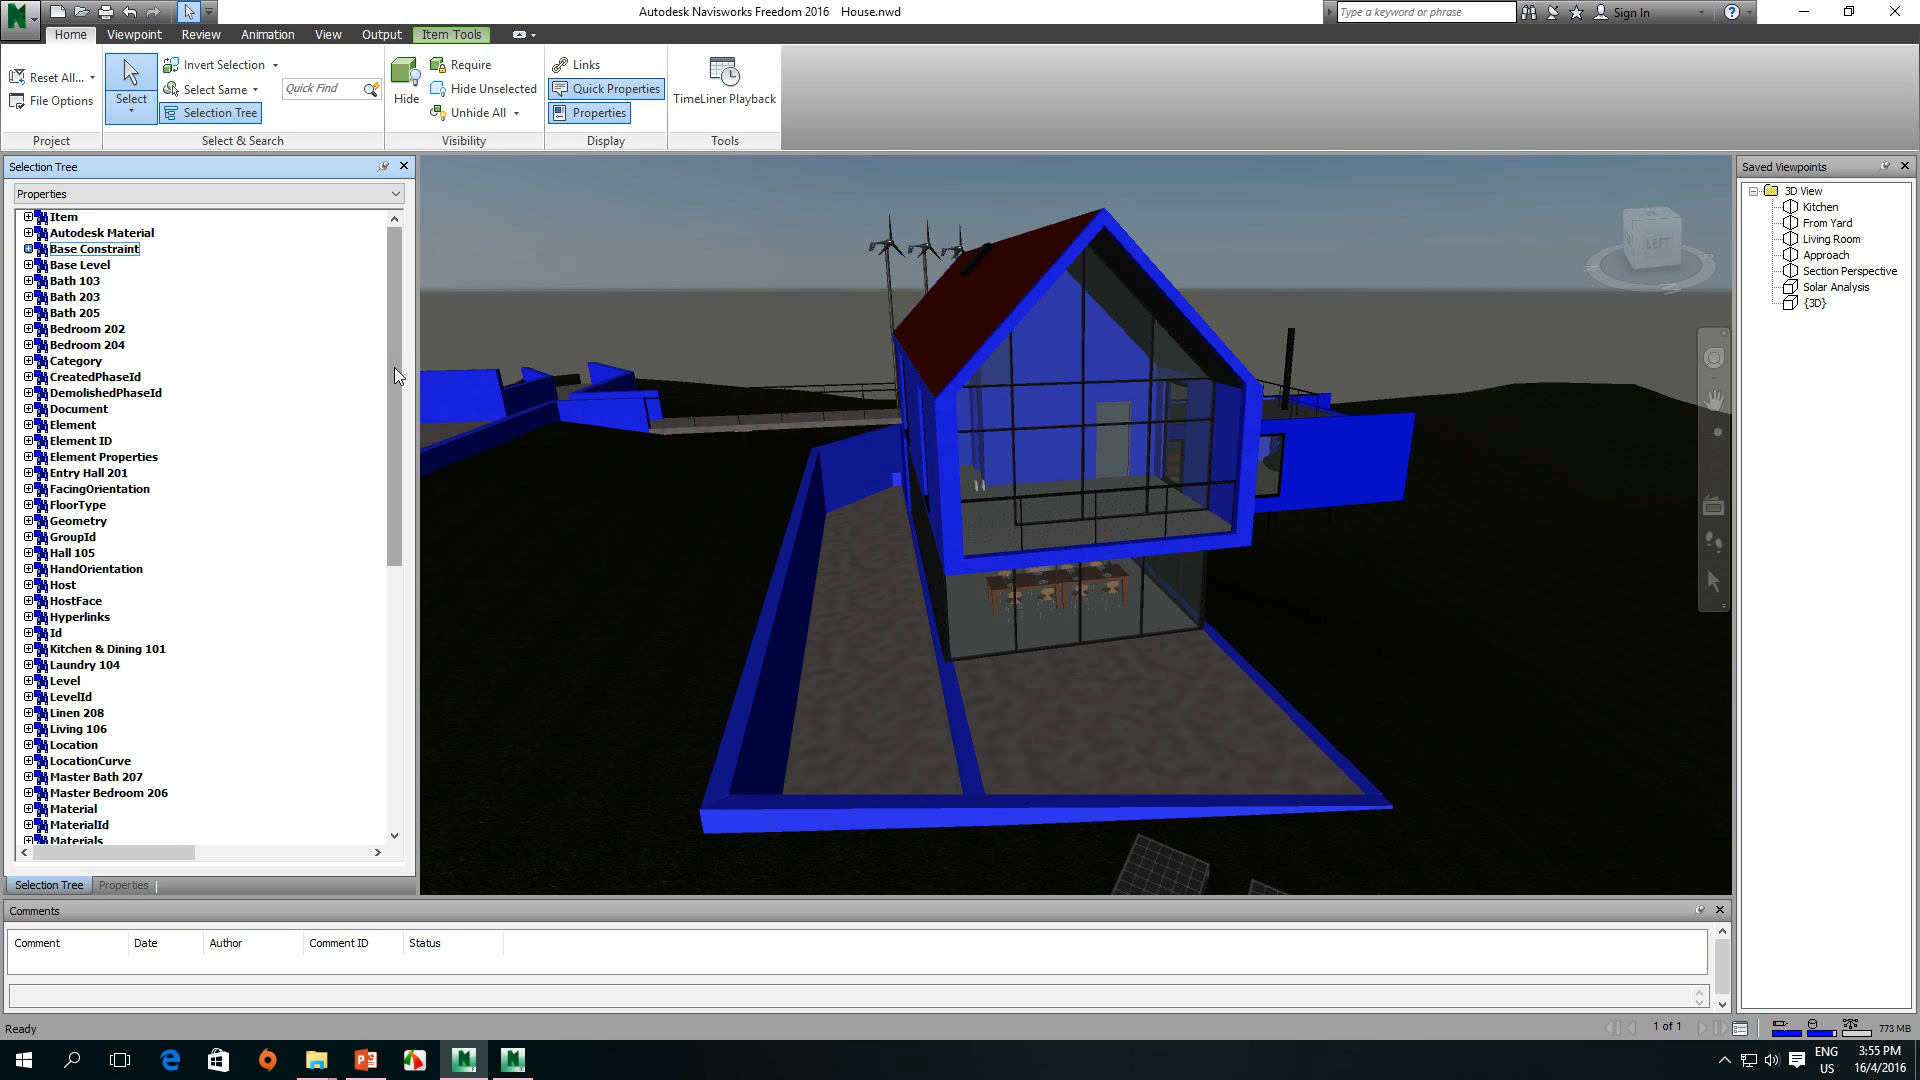 Autodesk Navisworks Freedom 2016 House.nwd
Type a keyword or phrase
Sign In
Home Viewpoint Review Animation View Output Item Tools
Reset All...
File Options
Project
Select
Invert Selection
Select Same
Selection Tree
Quick Find
Select & Search
Hide
Require
Hide Unselected
Unhide All
Visibility
Links
Quick Properties
Properties
Display
TimeLiner Playback
Tools
Selection Tree
Properties
Item
Autodesk Material
Base Constraint
Base Level
Bath 103
Bath 203
Bath 205
Bedroom 202
Bedroom 204
Category
CreatedPhaseId
DemolishedPhaseId
Document
Element
Element ID
Element Properties
Entry Hall 201
FacingOrientation
FloorType
Geometry
GroupId
Hall 105
HandOrientation
Host
HostFace
Hyperlinks
Id
Kitchen & Dining 101
Laundry 104
Level
LevelId
Linen 208
Living 106
Location
LocationCurve
Master Bath 207
Master Bedroom 206
Material
MaterialId
Materials
Selection Tree Properties
LEFT
Saved Viewpoints
3D View
Kitchen
From Yard
Living Room
Approach
Section Perspective
Solar Analysis
{3D}
Comments
Comment Date Author Comment ID Status
Ready
1 of 1
773 MB
ENG
US
3:55 PM
16/4/2016